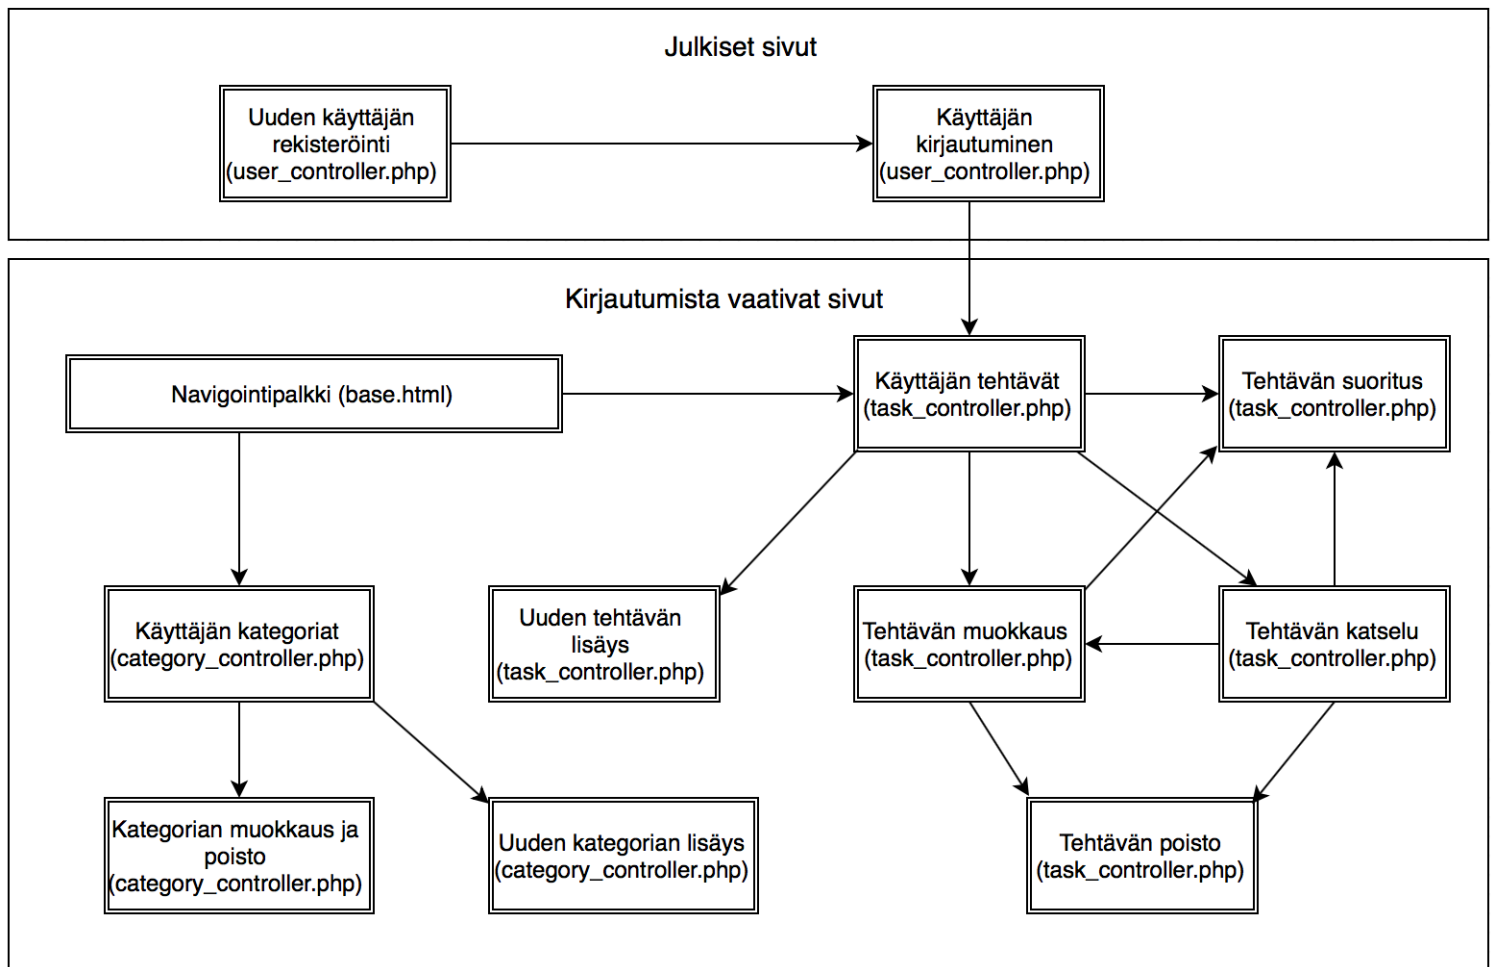 Julkiset sivut
Uuden käyttäjän
rekisteröinti
(user_controller.php)
Käyttäjän
kirjautuminen
(user_controller.php)
Kirjautumista vaativat sivut
Navigointipalkki (base.html)
Käyttäjän tehtävät
(task_controller.php)
Tehtävän suoritus
(task_controller.php)
Käyttäjän kategoriat
(category_controller.php)
Uuden tehtävän
lisäys
(task_controller.php)
Tehtävän muokkaus
(task_controller.php)
Tehtävän katselu
(task_controller.php)
Kategorian muokkaus ja
poisto
(category_controller.php)
Uuden kategorian lisäys
(category_controller.php)
Tehtävän poisto
(task_controller.php)